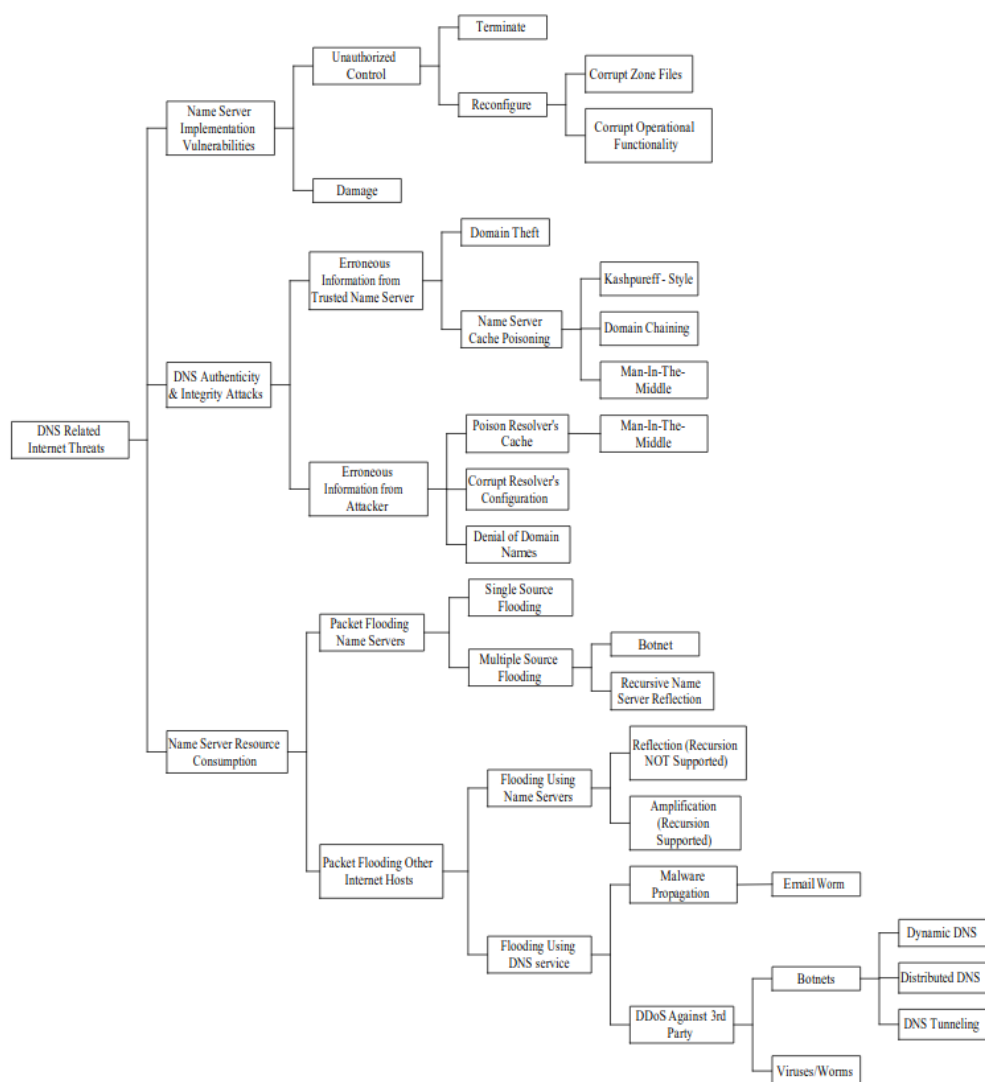 Terminate
Unauthorized
Control
Corrupt Zone Files
Reconfigure
Name Server
Implementation
Vulnerabilities
Corrupt Operational
Functionality
Damage
Domain Theft
Erroneous
Information from
Trusted Name Server
Kashpureff - Style
Name Server
Cache Poisoning
Domain Chaining
Man-In-The-
Middle
DNS Authenticity
& Integrity Attacks
DNS Related
Internet Threats
Poison Resolver's
Cache
Man-In-The-
Middle
Erroneous
Information from
Attacker
Corrupt Resolver's
Configuration
Denial of Domain
Names
Single Source
Flooding
Packet Flooding
Name Servers
Botnet
Multiple Source
Flooding
Recursive Name
Server Reflection
Name Server Resource
Consumption
Reflection (Recursion
NOT Supported)
Flooding Using
Name Servers
Amplification
(Recursion
Supported)
Packet Flooding Other
Internet Hosts
Malware
Propagation
Email Worm
Flooding Using
DNS service
Dynamic DNS
Botnets
Distributed DNS
DNS Tunneling
DDoS Against 3rd
Party
Viruses/Worms